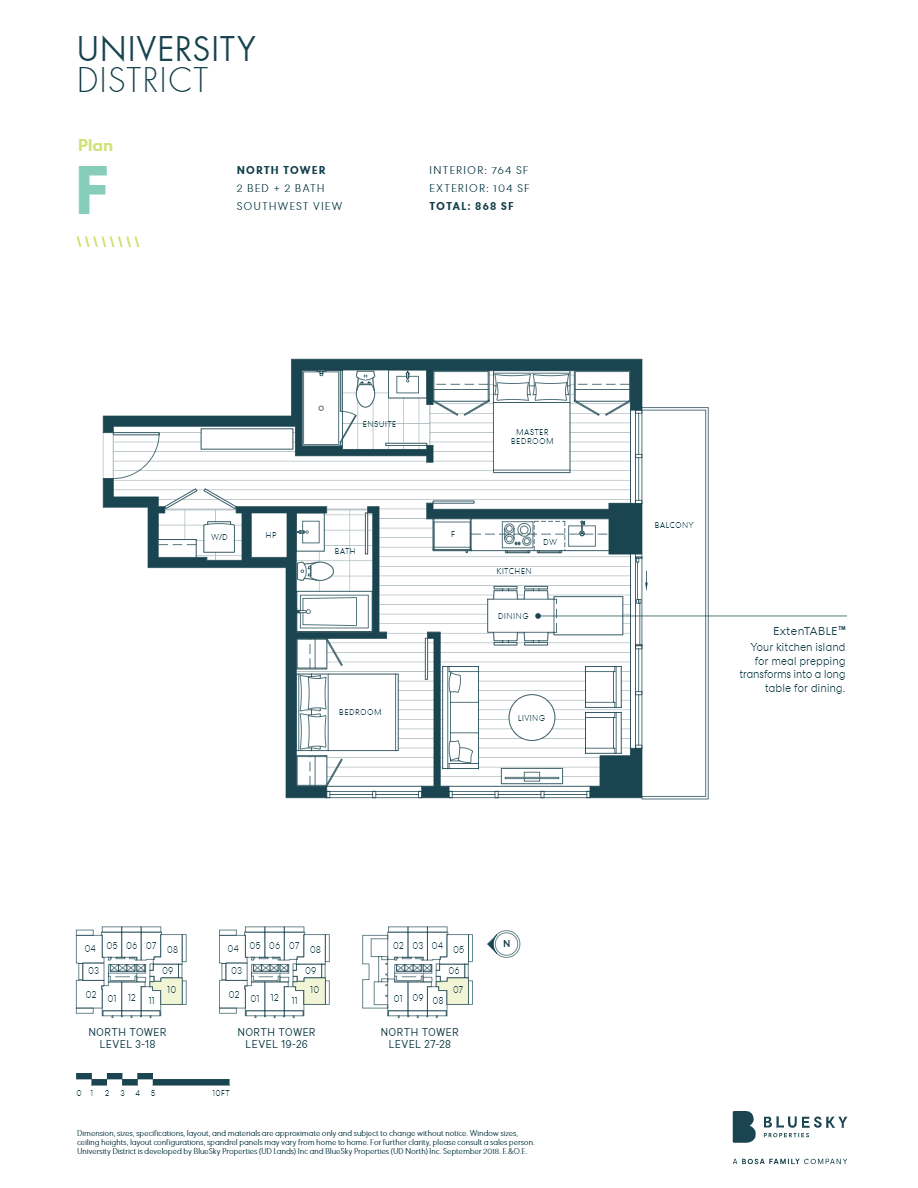 UNIVERSITY
DISTRICT
Plan
F
NORTH TOWER
2 BED + 2 BATH
SOUTHWEST VIEW
INTERIOR: 764 SF
EXTERIOR: 104 SF
TOTAL: 868 SF
ENSUITE
MASTER
BEDROOM
BALCONY
W/D
HP
BATH
F
DW
KITCHEN
DINING
ExtenTABLE™
Your kitchen island
for meal prepping
transforms into a long
table for dining.
BEDROOM
LIVING
04 05 06 07 08
03 09
02 01 12 11 10
NORTH TOWER
LEVEL 3-18
04 05 06 07 08
03 09
02 01 12 11 10
NORTH TOWER
LEVEL 19-26
02 03 04 05
06
01 09 08 07
NORTH TOWER
LEVEL 27-28
N
0 1 2 3 4 5 10FT
Dimension, sizes, specifications, layout, and materials are approximate only and subject to change without notice. Window sizes,
ceiling heights, layout configurations, spandrel panels may vary from home to home. For further clarity, please consult a sales person.
University District is developed by BlueSky Properties (UD Lands) Inc and BlueSky Properties (UD North) Inc. September 2018. E.&O.E.
BLUESKY
PROPERTIES
A BOSA FAMILY COMPANY